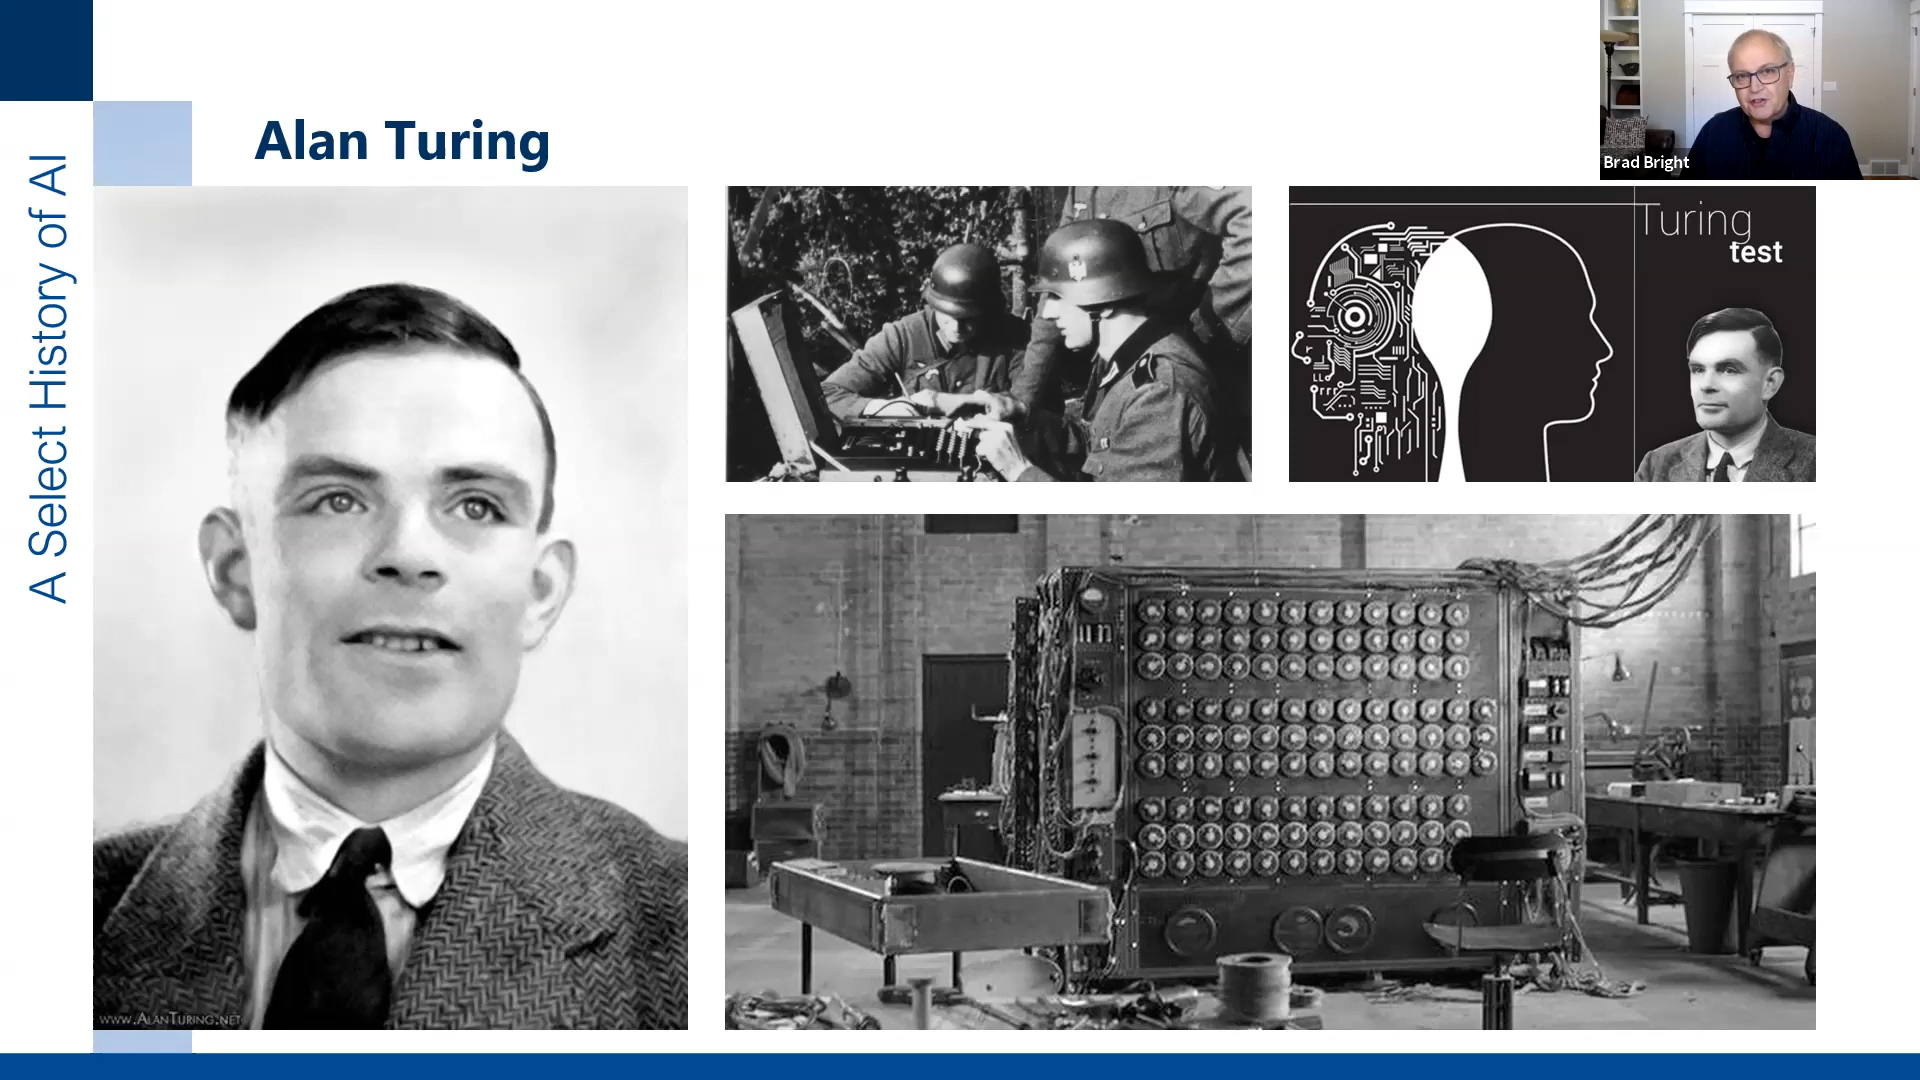 A Select History of AI
Alan Turing
Brad Bright
Turing
test
www.AlanTuring.net